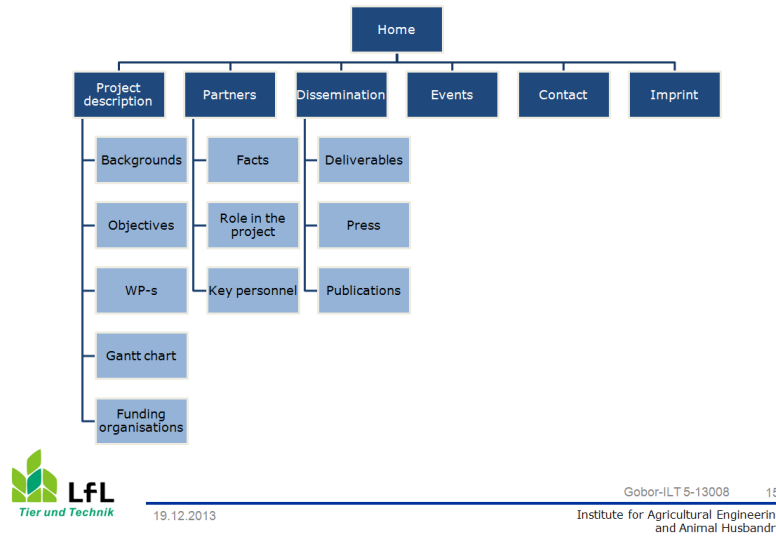 Home
Project
description
Partners
Dissemination
Events
Contact
Imprint
Backgrounds
Facts
Deliverables
Objectives
Role in the
project
Press
WP-s
Key personnel
Publications
Gantt chart
Funding
organisations
LfL
Tier und Technik
19.12.2013
Gobor-ILT 5-13008
Institute for Agricultural
and Animal